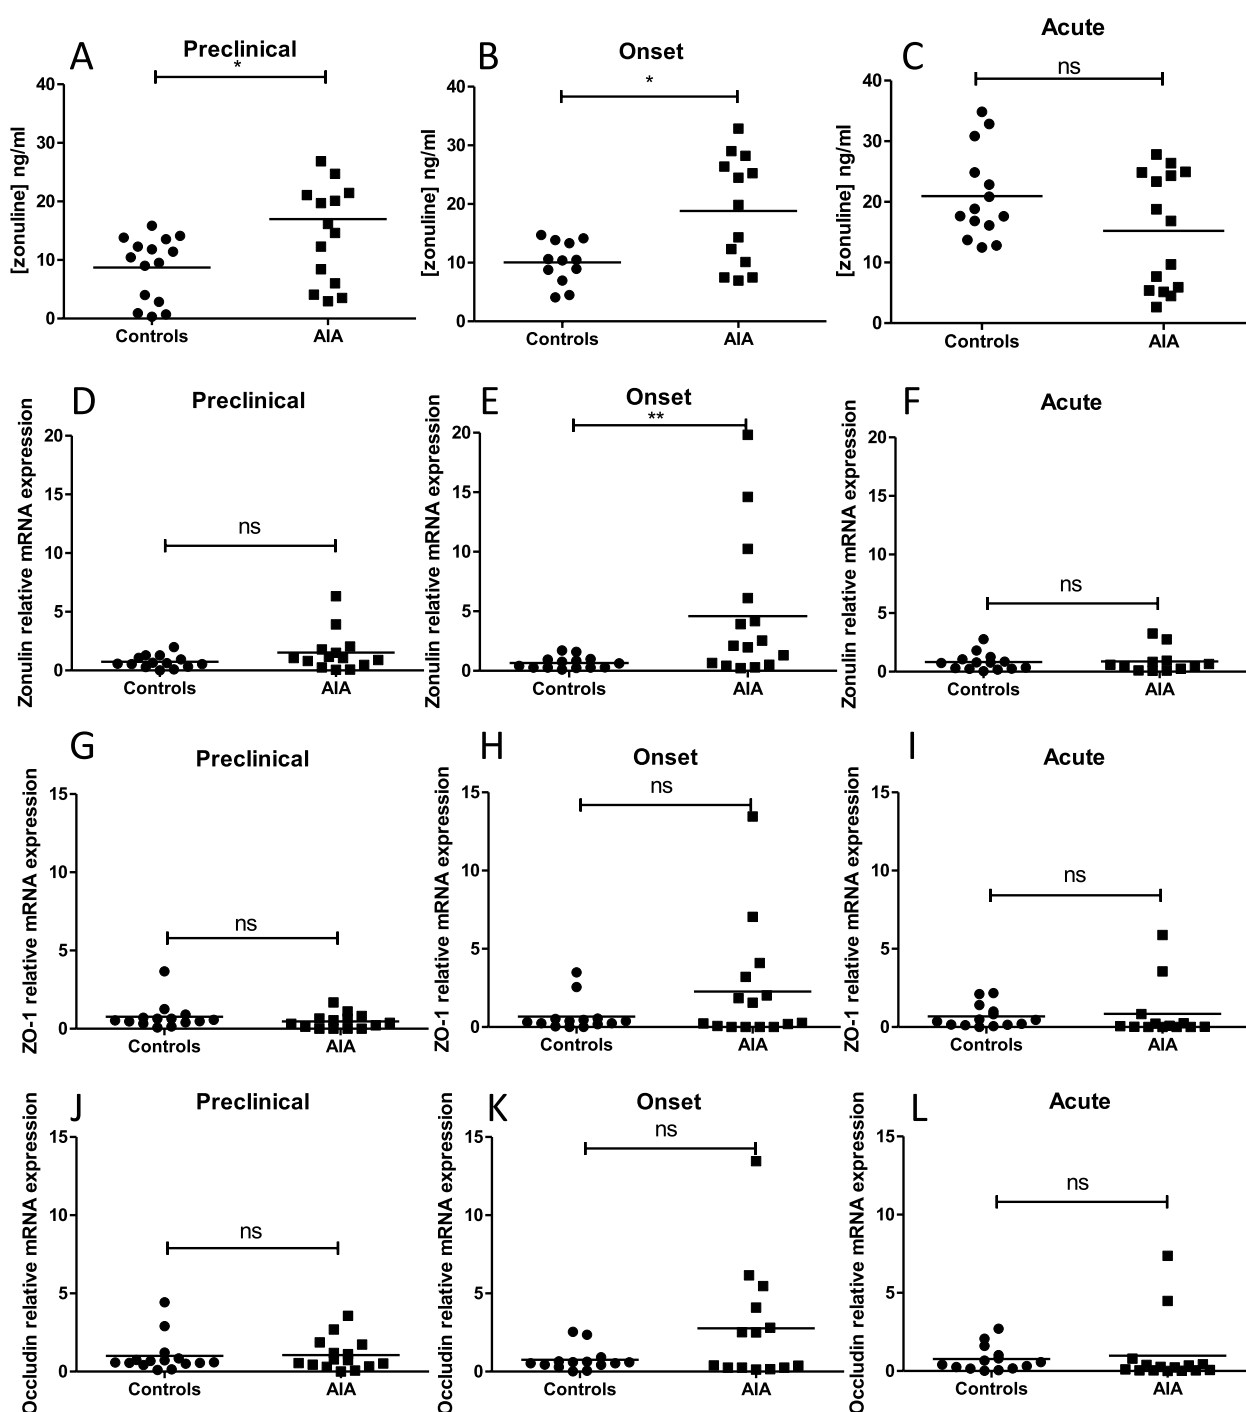 A
Preclinical
*
[zonuline] ng/ml
40
30
20
10
0
Controls
AIA
B
Onset
*
[zonuline] ng/ml
40
30
20
10
0
Controls
AIA
C
Acute
ns
[zonuline] ng/ml
40
30
20
10
0
Controls
AIA
D
Preclinical
ns
Zonulin relative mRNA expression
20
15
10
5
0
Controls
AIA
E
Onset
**
Zonulin relative mRNA expression
20
15
10
5
0
Controls
AIA
F
Acute
ns
Zonulin relative mRNA expression
20
15
10
5
0
Controls
AIA
G
Preclinical
ns
ZO-1 relative mRNA expression
15
10
5
0
Controls
AIA
H
Onset
ns
ZO-1 relative mRNA expression
15
10
5
0
Controls
AIA
I
Acute
ns
ZO-1 relative mRNA expression
15
10
5
0
Controls
AIA
J
Preclinical
ns
Occludin relative mRNA expression
15
10
5
0
Controls
AIA
K
Onset
ns
Occludin relative mRNA expression
15
10
5
0
Controls
AIA
L
Acute
ns
Occludin relative mRNA expression
15
10
5
0
Controls
AIA